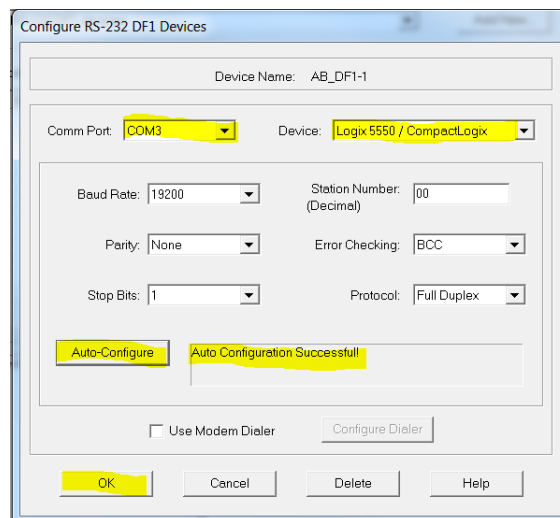 Configure RS-232 DF1 Devices
Device Name: AB_DF1-1
Comm Port: COM3 Device: Logix 5550 / CompactLogix
Baud Rate: 19200 Station Number: 00
(Decimal)
Parity: None Error Checking: BCC
Stop Bits: 1 Protocol: Full Duplex
Auto-Configure Auto Configuration Successful!
Use Modem Dialer Configure Dialer
OK Cancel Delete Help